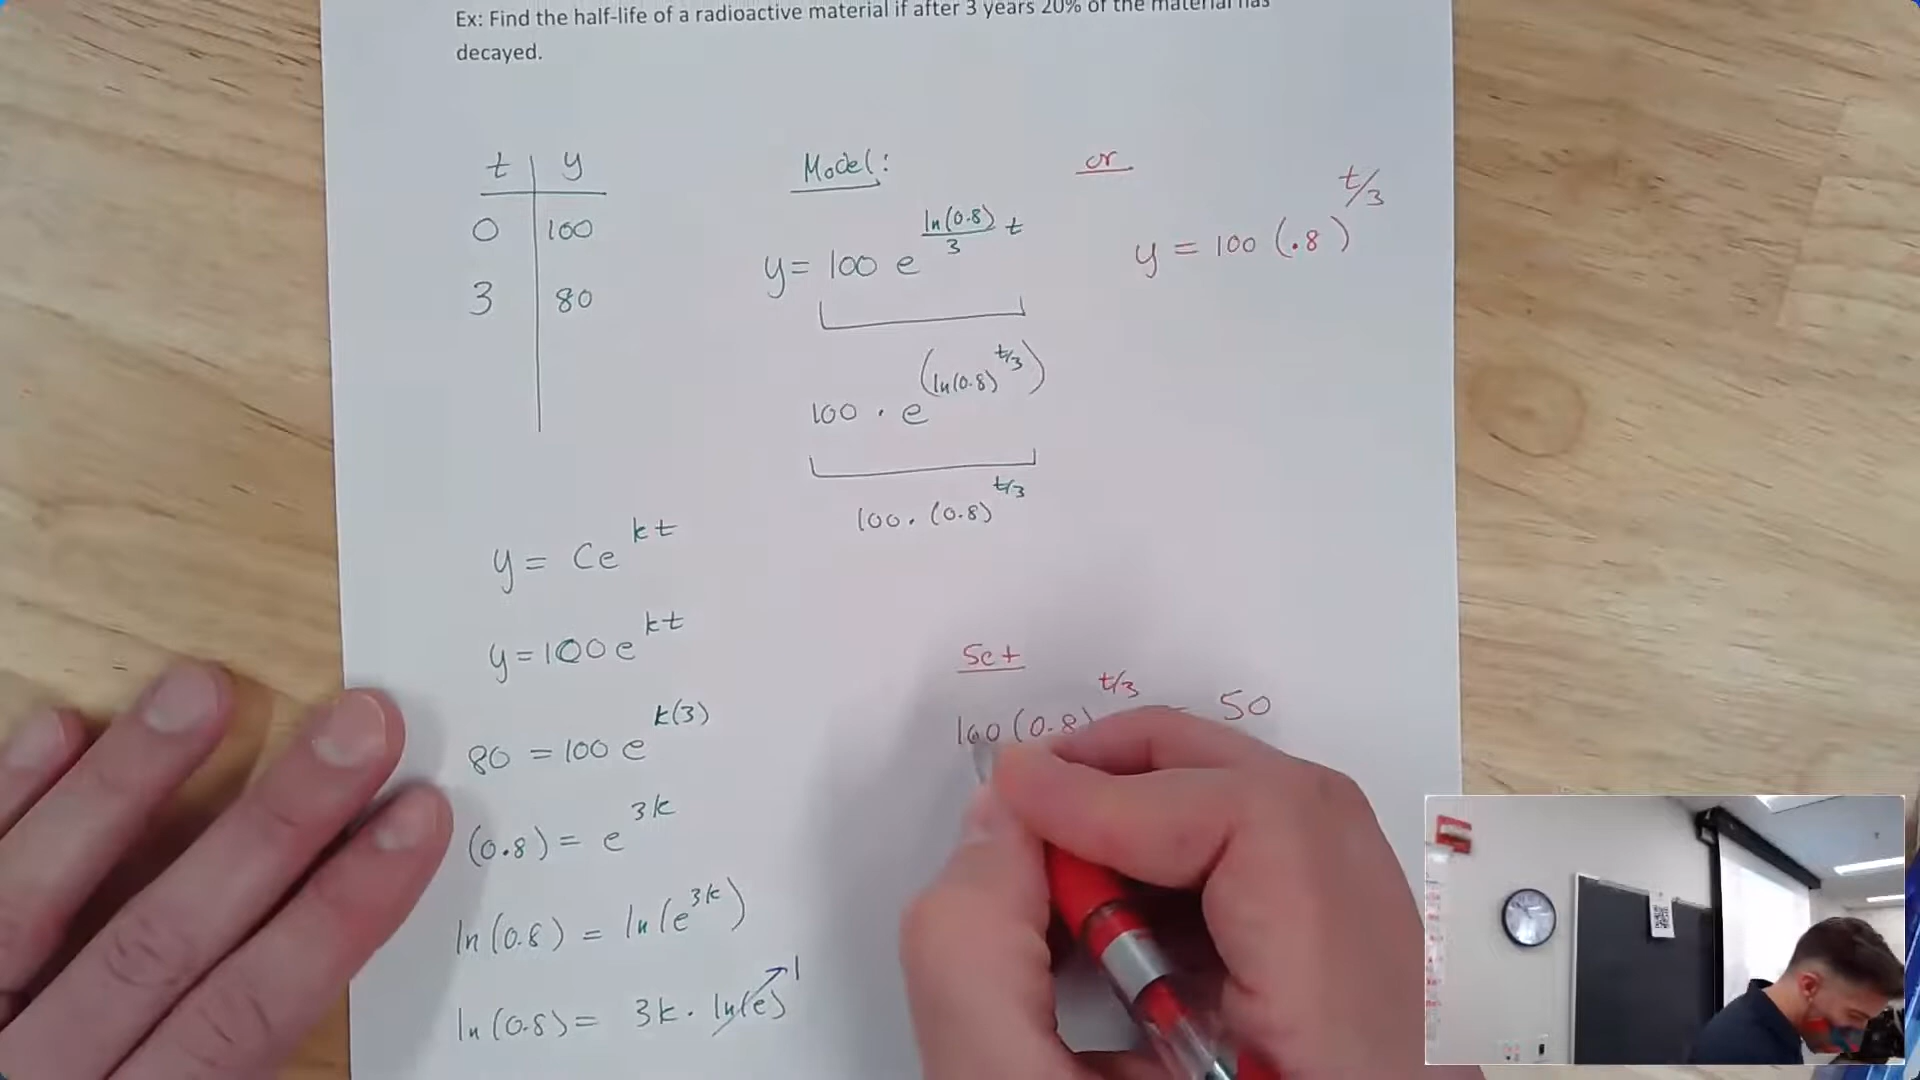 Ex: Find the half-life of a radioactive material if after 3 years 20% of the material has
decayed.
t | y
0 | 100
3 | 80
y = Ce^{kt}
y = 100e^{kt}
80 = 100 e^{k(3)}
(0.8) = e^{3k}
ln(0.8) = ln(e^{3k})
ln(0.8) = 3k · ln(e) → 1
Model:
y = 100 e^{\frac{ln(0.8)}{3} t}
100 · e^{(ln(0.8)^{t/3})}
100 · (0.8)^{t/3}
or
y = 100 (.8)^{t/3}
Set
100(0.8)^{t/3} = 50